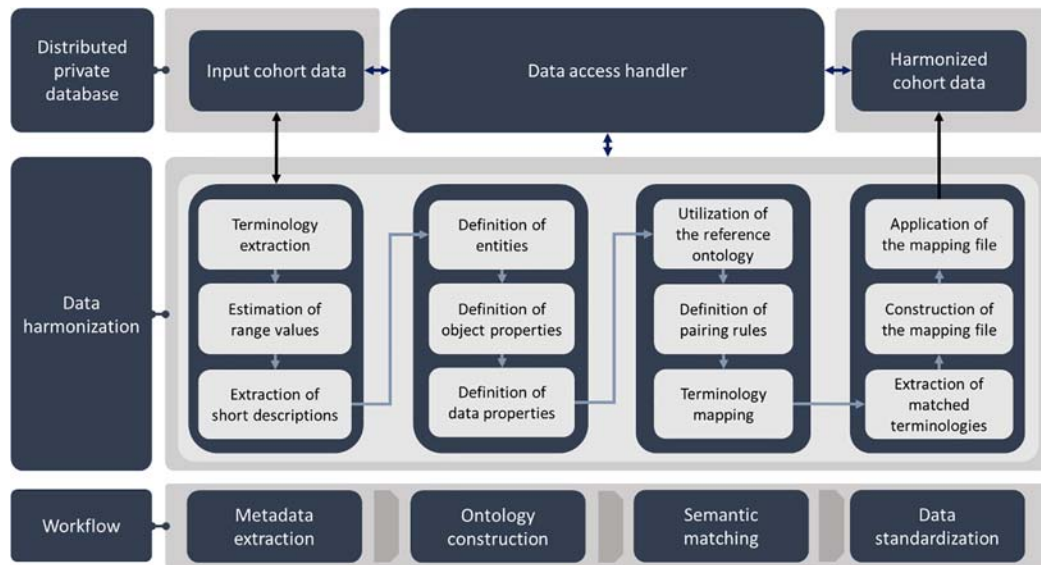 Distributed
private
database
Input cohort data
Data access handler
Harmonized
cohort data
Data
harmonization
Terminology
extraction
Estimation of
range values
Extraction of
short descriptions
Definition of
entities
Definition of
object properties
Definition of
data properties
Utilization of
the reference
ontology
Definition of
pairing rules
Terminology
mapping
Application of
the mapping file
Construction of
the mapping file
Extraction of
matched
terminologies
Workflow
Metadata
extraction
Ontology
construction
Semantic
matching
Data
standardization